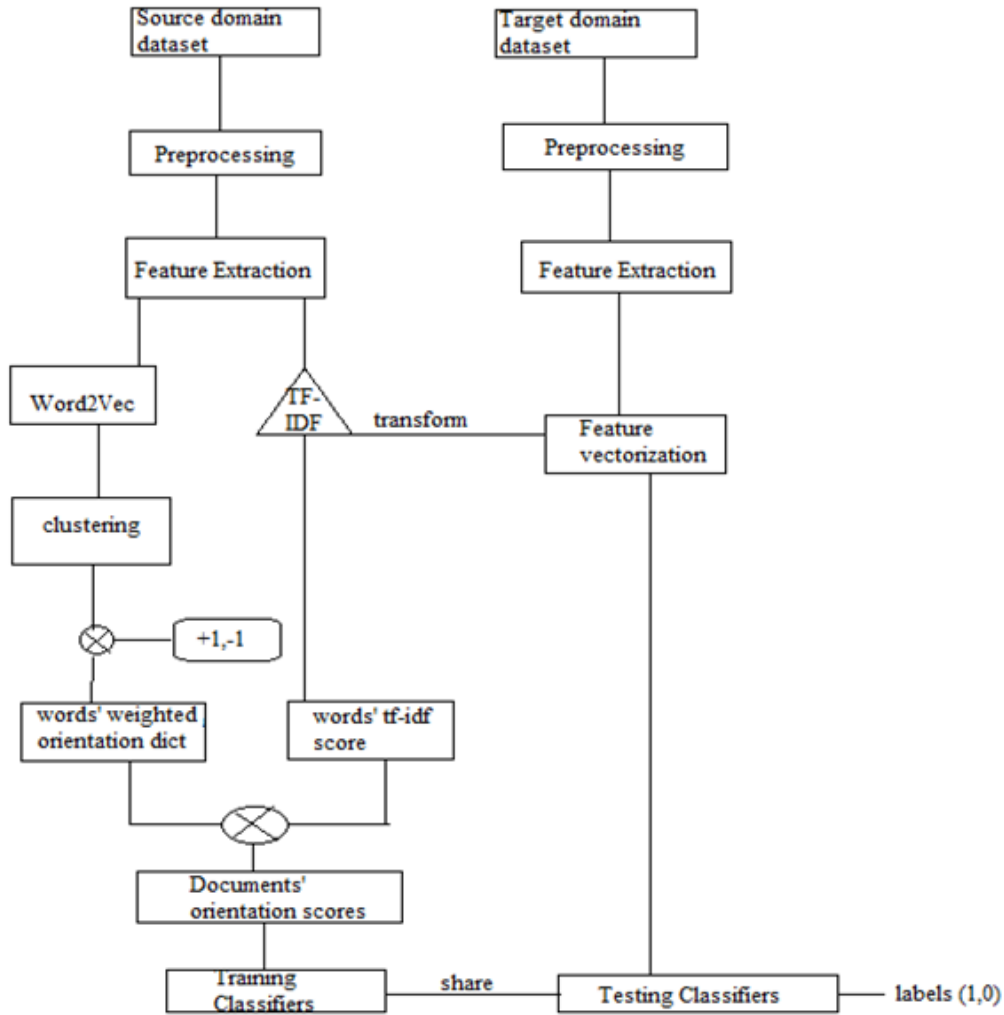 Source domain
dataset
Target domain
dataset
Preprocessing
Preprocessing
Feature Extraction
Feature Extraction
Word2Vec
TF-
IDF
transform
Feature
vectorization
clustering
+1,-1
words' weighted
orientation dict
words' tf-idf
score
Documents'
orientation scores
Training
Classifiers
share
Testing Classifiers
labels (1,0)